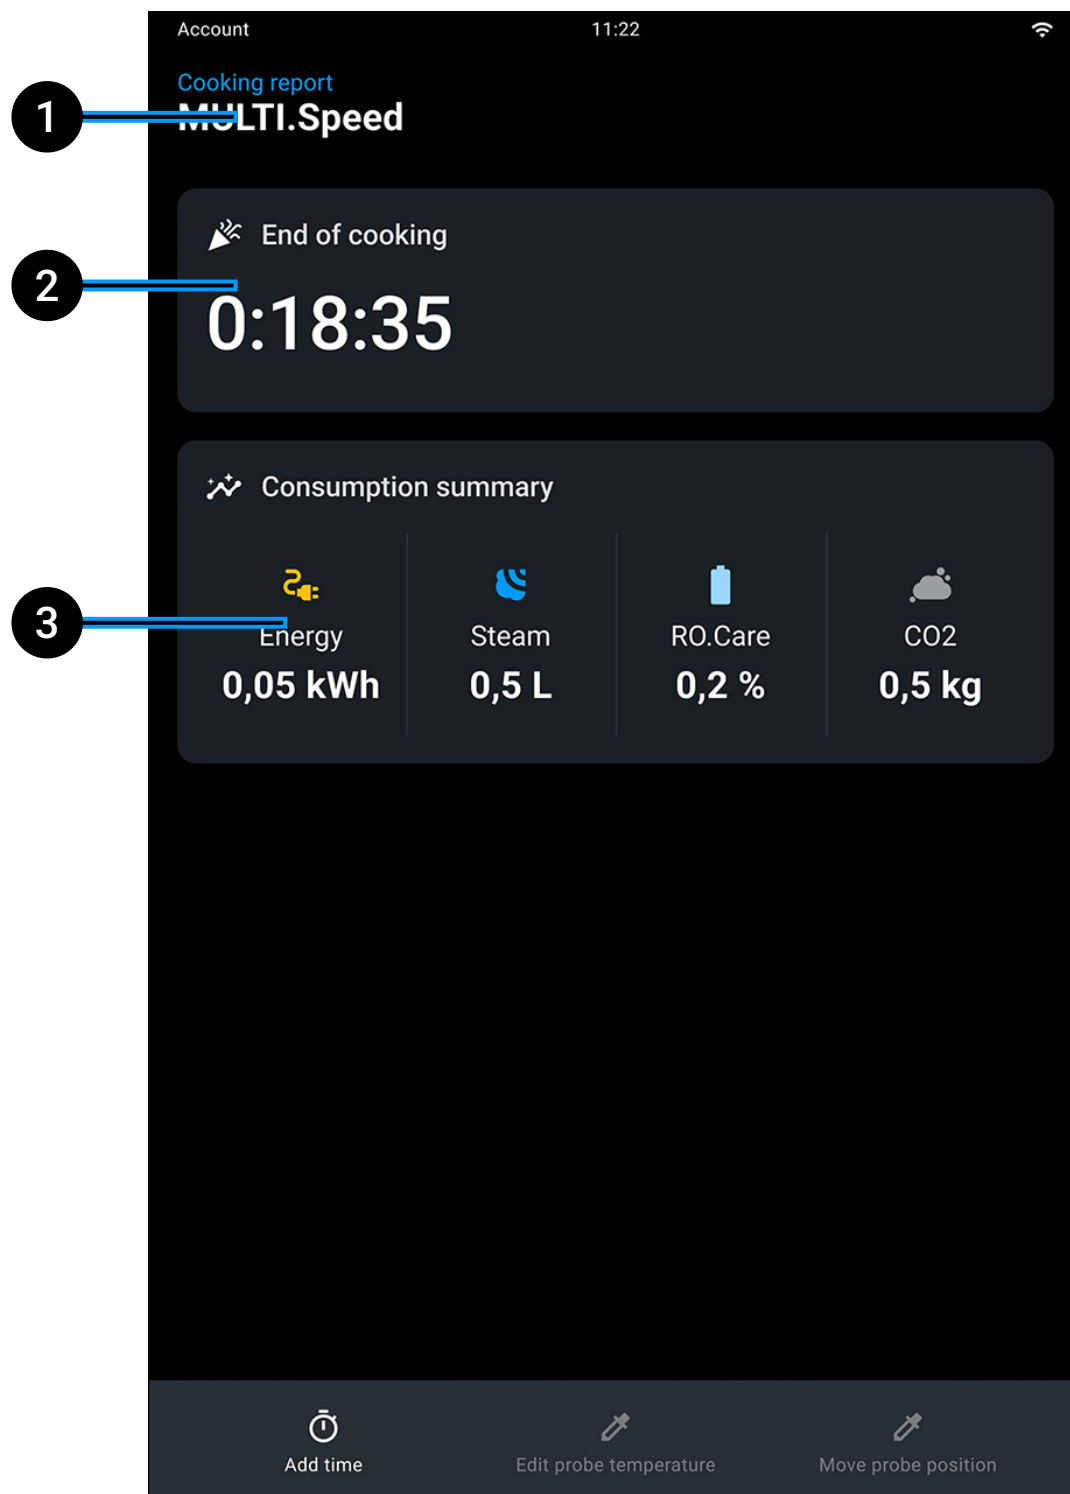 Account 11:22
Cooking report
1
MULTI.Speed
End of cooking
2
0:18:35
Consumption summary
3
Energy Steam RO.Care CO2
0,05 kWh 0,5 L 0,2 % 0,5 kg
Add time Edit probe temperature Move probe position